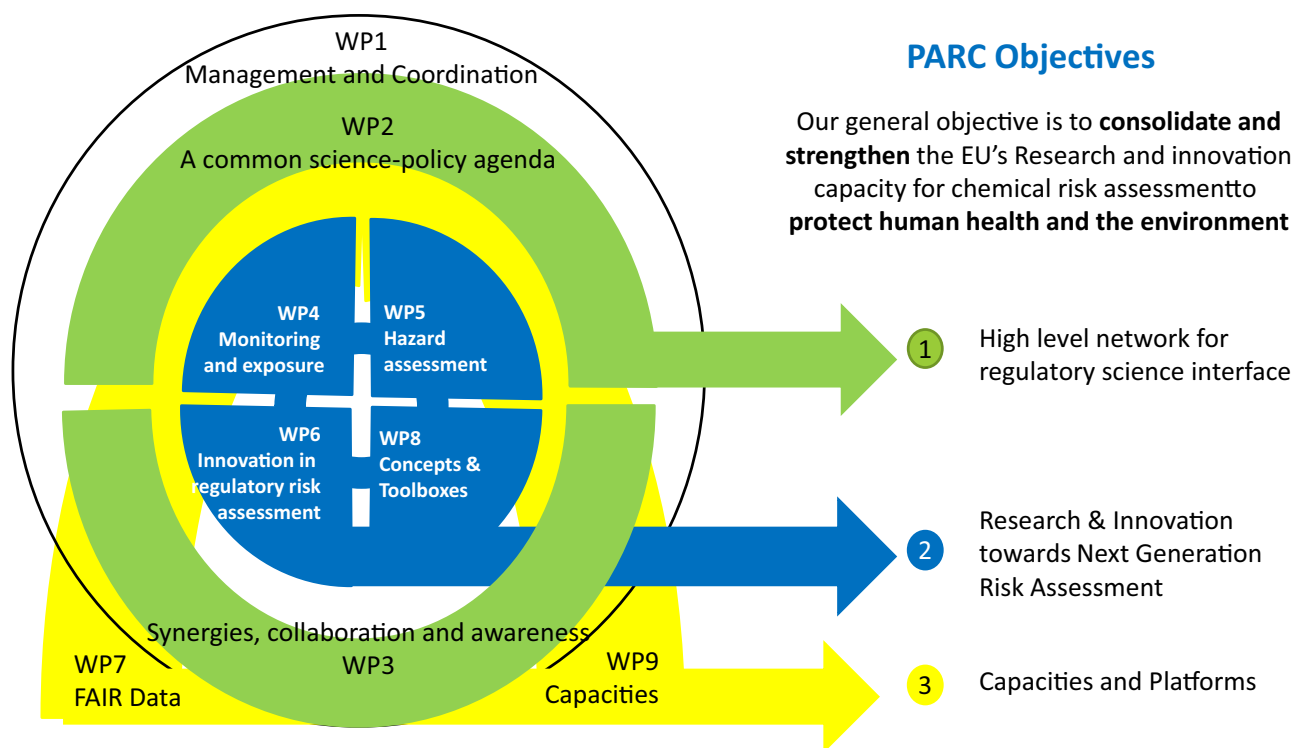 WP1
Management and Coordination
WP2
A common science-policy agenda
WP4
Monitoring
and exposure
WP5
Hazard
assessment
WP6
Innovation in
regulatory risk
assessment
WP8
Concepts &
Toolboxes
Synergies, collaboration and awareness
WP3
WP7
FAIR Data
WP9
Capacities
PARC Objectives
Our general objective is to consolidate and
strengthen the EU's Research and innovation
capacity for chemical risk assessmentto
protect human health and the environment
1
High level network for
regulatory science interface
2
Research & Innovation
towards Next Generation
Risk Assessment
3
Capacities and Platforms